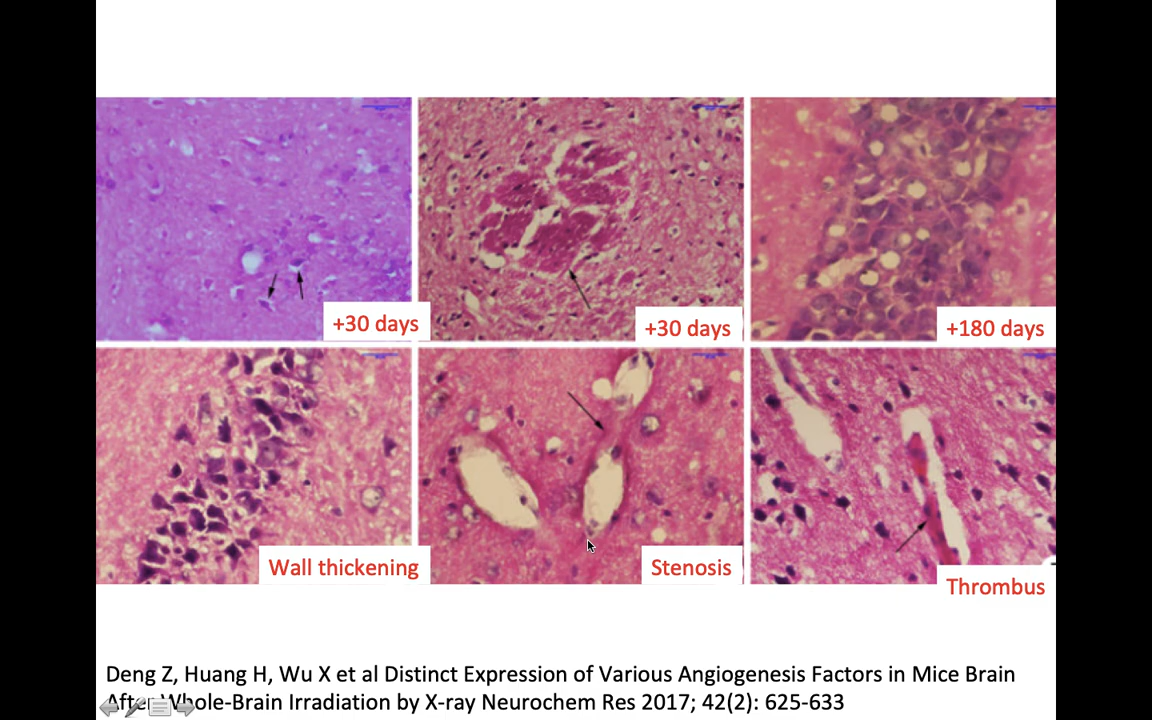 +30 days
+30 days
+180 days
Wall thickening
Stenosis
Thrombus
Deng Z, Huang H, Wu X et al Distinct Expression of Various Angiogenesis Factors in Mice Brain
After Whole-Brain Irradiation by X-ray Neurochem Res 2017; 42(2): 625-633